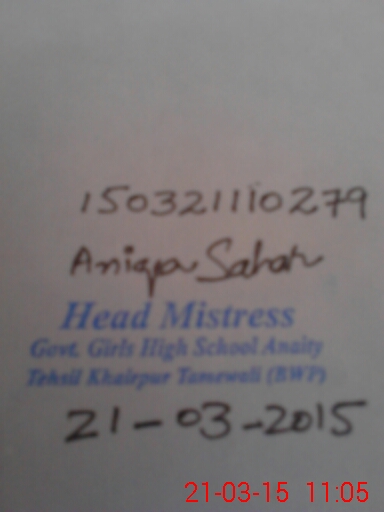 150321110279
Aniqa Sahar
Head Mistress
Govt. Girls High School Anaity
Tehsil Khairpur Tamewali (BWP)
21-03-2015
21-03-15 11:05